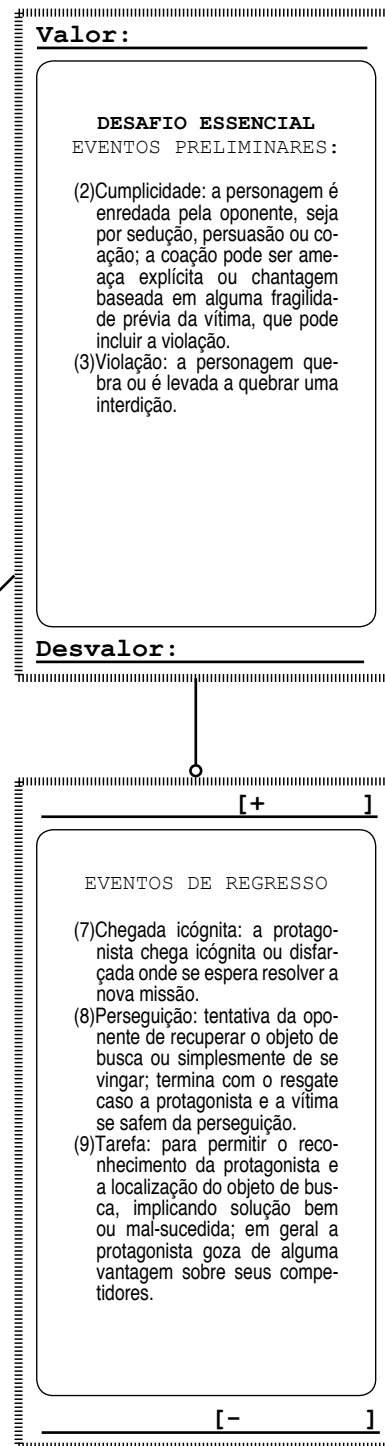 Valor:
DESAFIO ESSENCIAL
EVENTOS PRELIMINARES:
(2)Cumplicidade: a personagem é
enredada pela oponente, seja
por sedução, persuasão ou co-
ação; a coação pode ser ame-
aça explícita ou chantagem
baseada em alguma fragilida-
de prévia da vítima, que pode
incluir a violação.
(3)Violação: a personagem que-
bra ou é levada a quebrar uma
interdição.
Desvalor:
[+ ]
EVENTOS DE REGRESSO
(7)Chegada icógnita: a protago-
nista chega icógnita ou disfar-
çada onde se espera resolver a
nova missão.
(8)Perseguição: tentativa da opo-
nente de recuperar o objeto de
busca ou simplesmente de se
vingar; termina com o resgate
caso a protagonista e a vítima
se safem da perseguição.
(9)Tarefa: para permitir o reco-
nhecimento da protagonista e
a localização do objeto de bus-
ca, implicando solução bem
ou mal-sucedida; em geral a
protagonista goza de alguma
vantagem sobre seus compe-
tidores.
[- ]